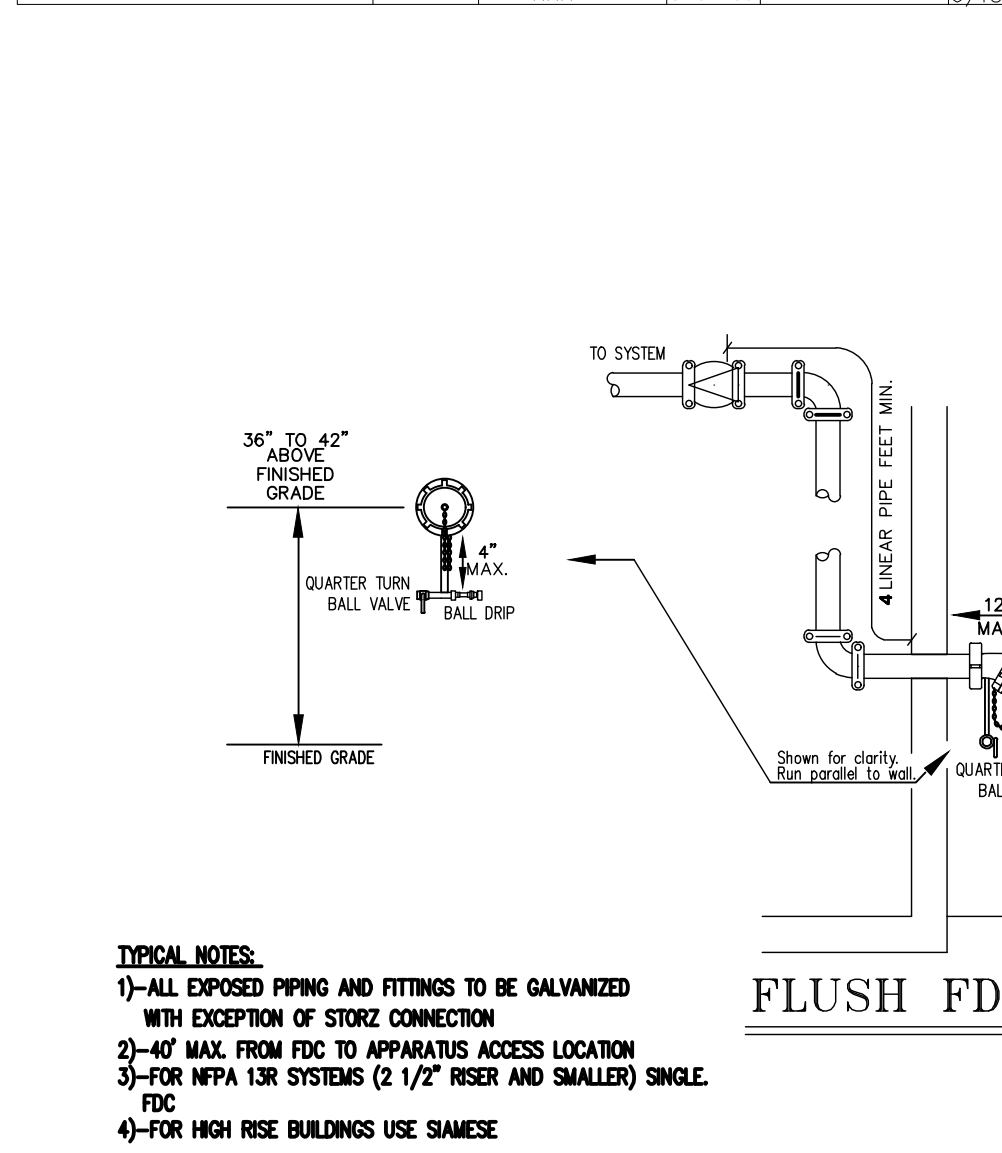 TO SYSTEM
4 LINEAR PIPE FEET MIN.
36" TO 42"
ABOVE
FINISHED
GRADE
4"
MAX.
QUARTER TURN
BALL VALVE
BALL DRIP
12
MA
FINISHED GRADE
Shown for clarity.
Run parallel to wall.
QUARTE
BAL
FLUSH FD
TYPICAL NOTES:
1)-ALL EXPOSED PIPING AND FITTINGS TO BE GALVANIZED
WITH EXCEPTION OF STORZ CONNECTION
2)-40' MAX. FROM FDC TO APPARATUS ACCESS LOCATION
3)-FOR NFPA 13R SYSTEMS (2 1/2" RISER AND SMALLER) SINGLE.
FDC
4)-FOR HIGH RISE BUILDINGS USE SIAMESE